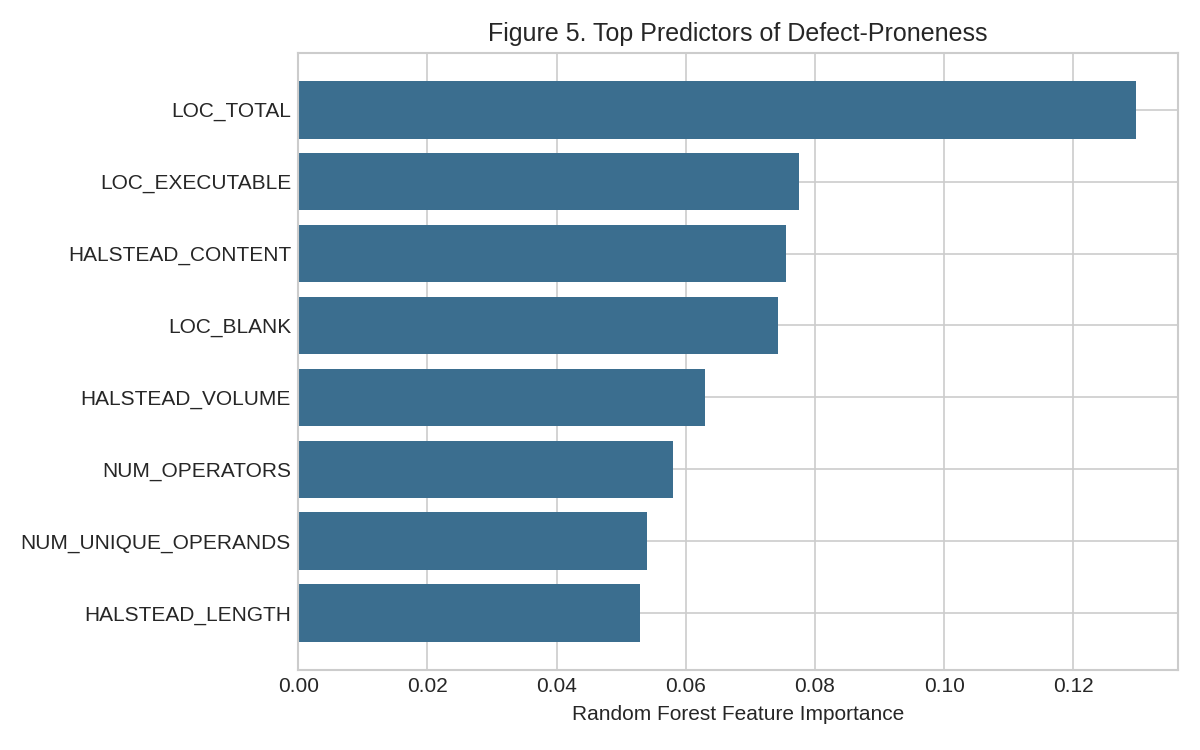 Figure 5. Top Predictors of Defect-Proneness
LOC_TOTAL
LOC_EXECUTABLE
HALSTEAD_CONTENT
LOC_BLANK
HALSTEAD_VOLUME
NUM_OPERATORS
NUM_UNIQUE_OPERANDS
HALSTEAD_LENGTH
0.00 0.02 0.04 0.06 0.08 0.10 0.12
Random Forest Feature Importance